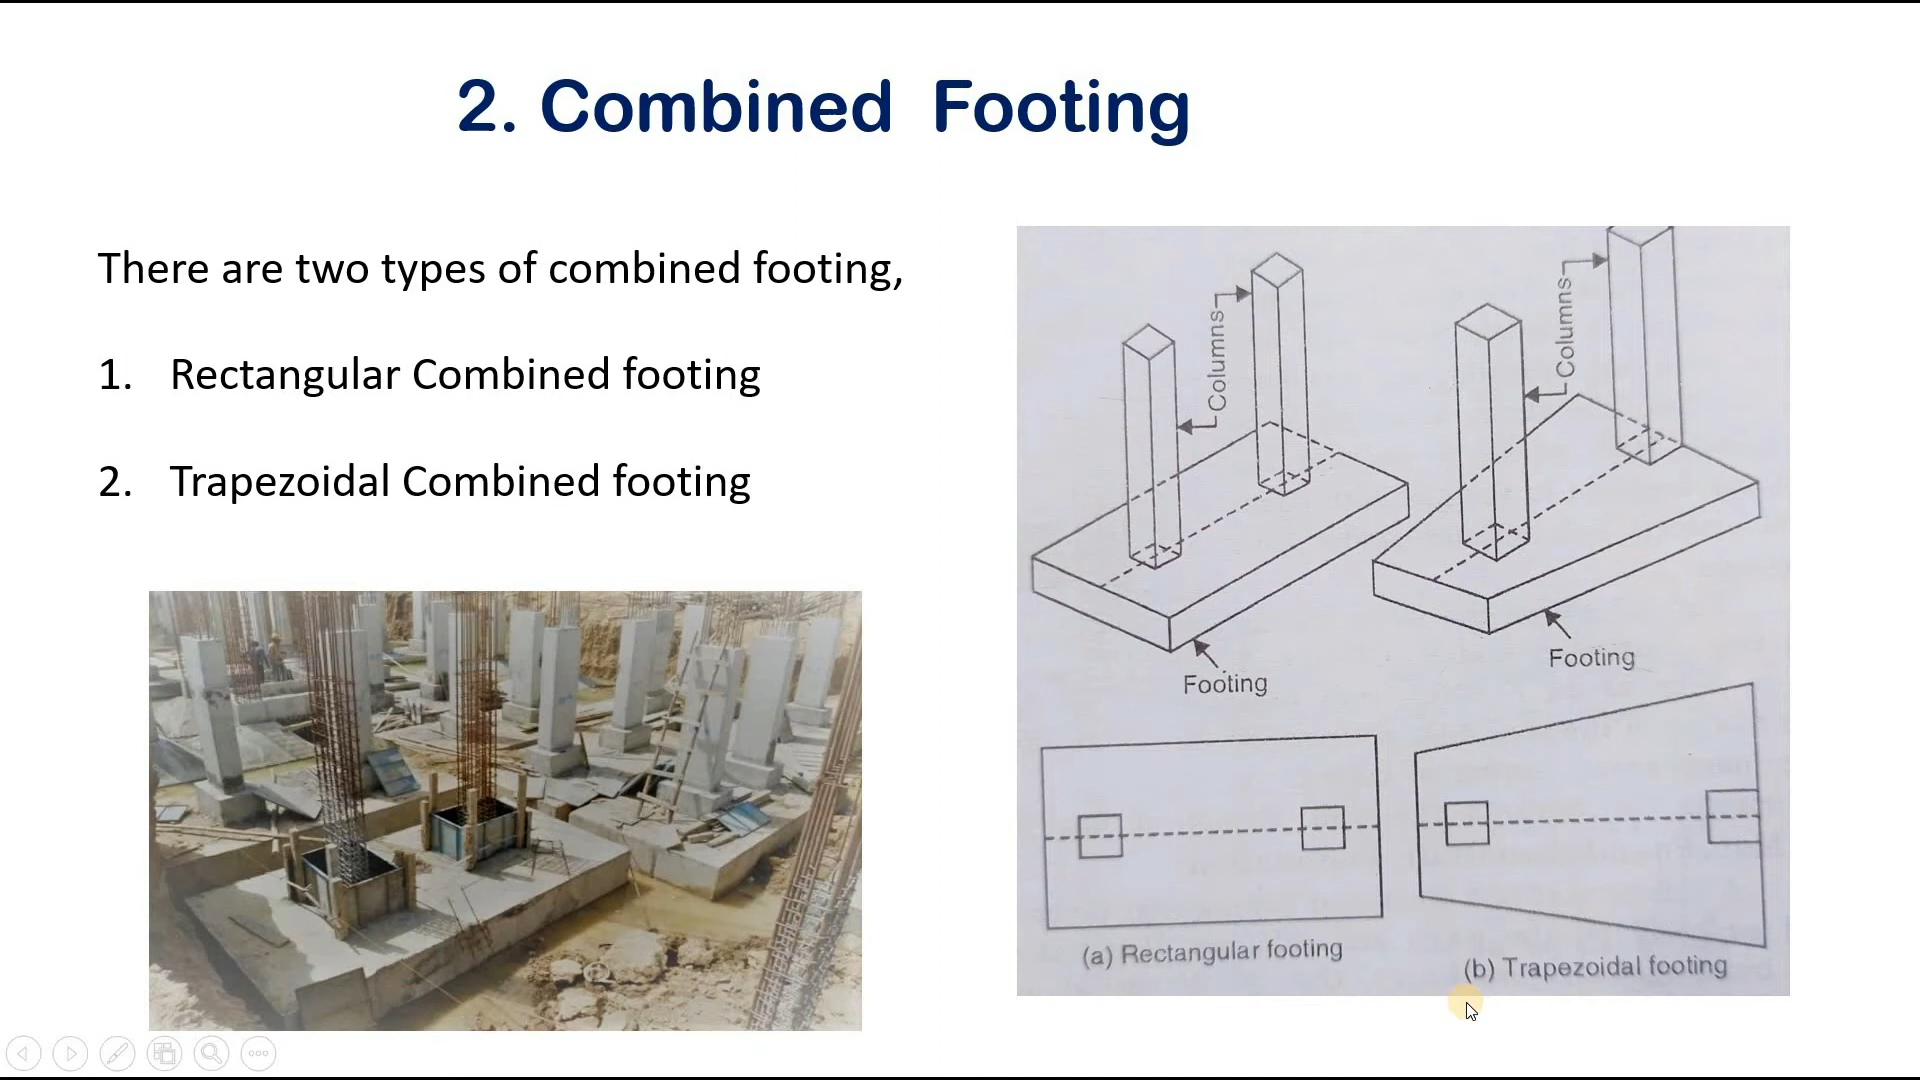 2. Combined Footing
There are two types of combined footing,
1. Rectangular Combined footing
2. Trapezoidal Combined footing
Columns
Columns
Footing
Footing
(a) Rectangular footing
(b) Trapezoidal footing